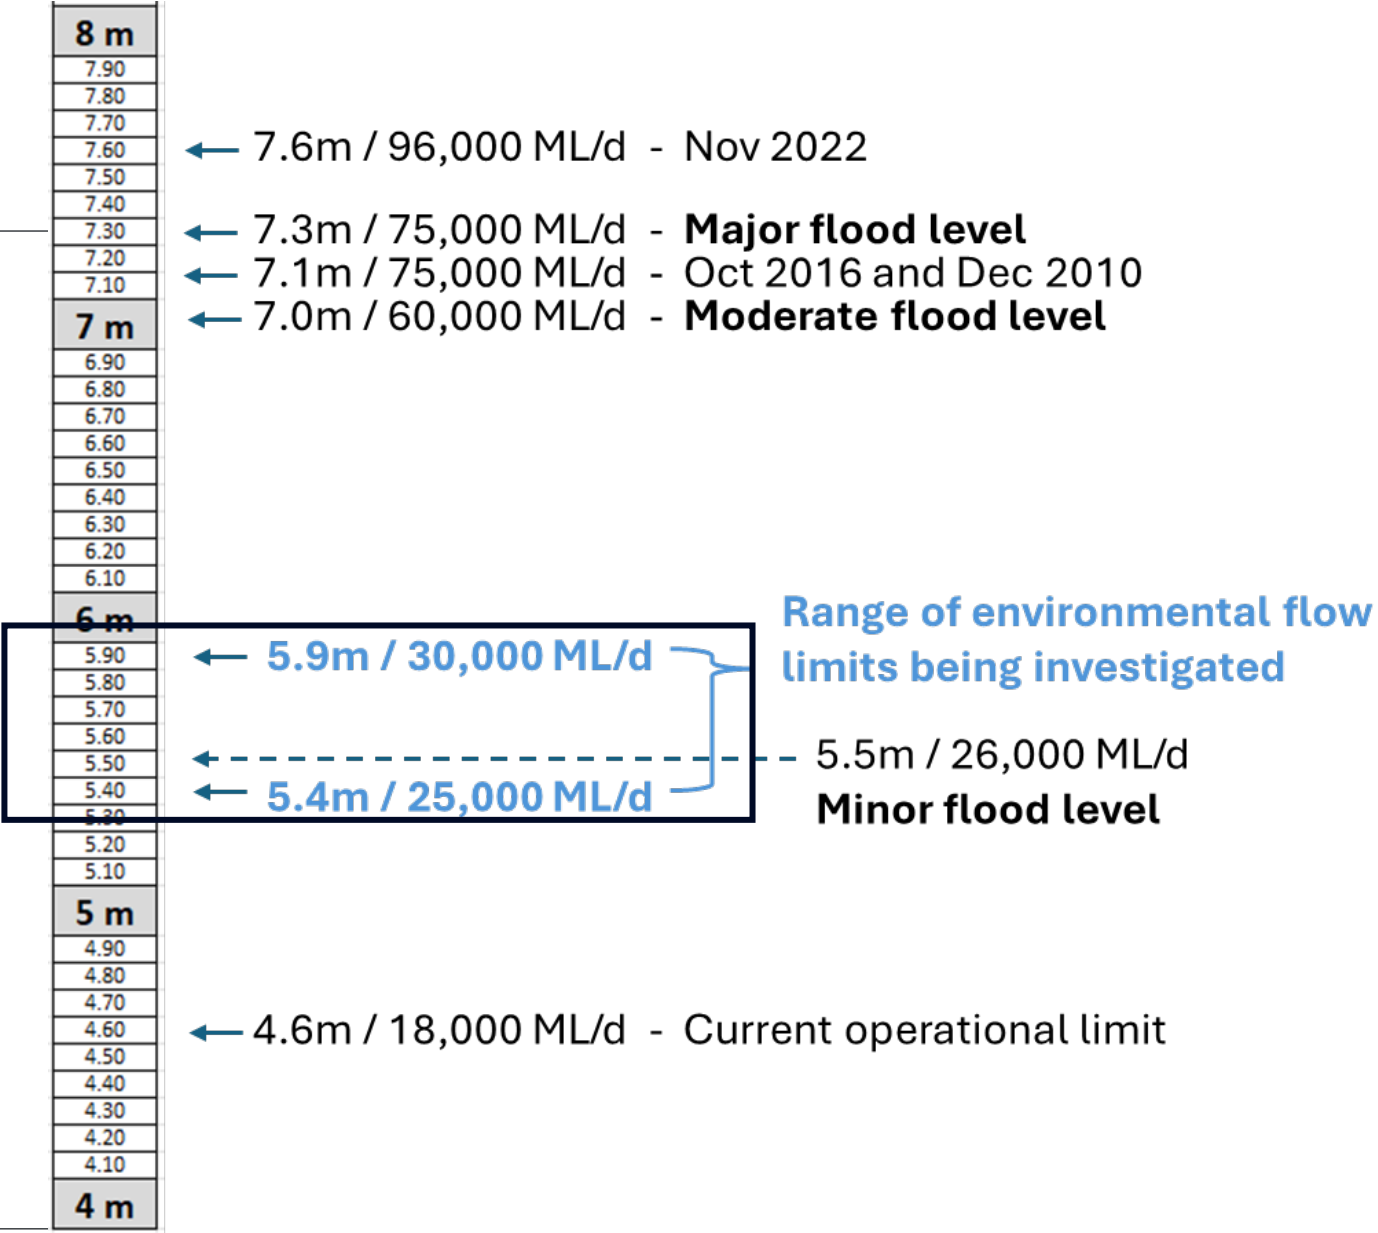 8 m
7.90
7.80
7.70
7.60
7.6m / 96,000 ML/d - Nov 2022
7.50
7.40
7.30
7.3m / 75,000 ML/d - Major flood level
7.20
7.1m / 75,000 ML/d - Oct 2016 and Dec 2010
7.10
7 m
7.0m / 60,000 ML/d - Moderate flood level
6.90
6.80
6.70
6.60
6.50
6.40
6.30
6.20
6.10
6 m
Range of environmental flow
limits being investigated
5.90
5.9m / 30,000 ML/d
5.80
5.70
5.60
5.50
5.5m / 26,000 ML/d
Minor flood level
5.40
5.4m / 25,000 ML/d
5.30
5.20
5.10
5 m
4.90
4.80
4.70
4.60
4.6m / 18,000 ML/d - Current operational limit
4.50
4.40
4.30
4.20
4.10
4 m